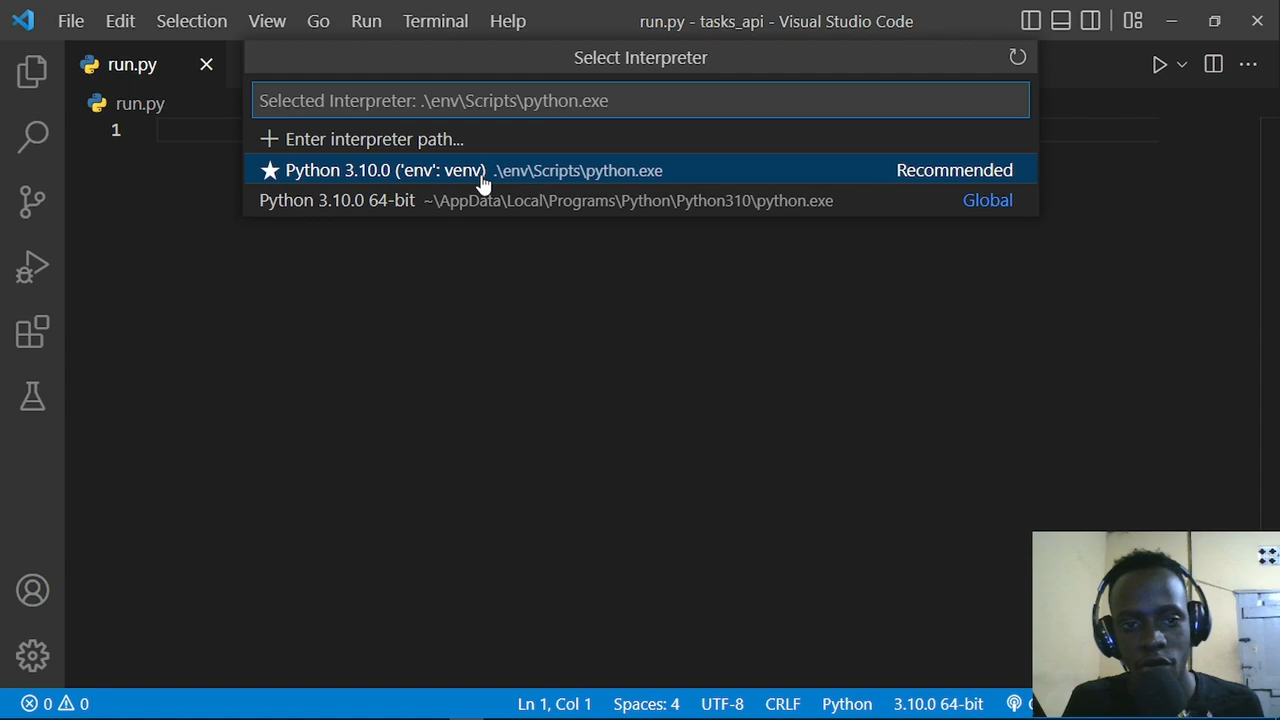 File Edit Selection View Go Run Terminal Help
run.py - tasks_api - Visual Studio Code
run.py
Select Interpreter
run.py
Selected Interpreter: .\env\Scripts\python.exe
1
Enter interpreter path...
Python 3.10.0 ('env': venv) .\env\Scripts\python.exe Recommended
Python 3.10.0 64-bit ~\AppData\Local\Programs\Python\Python310\python.exe Global
0 0 Ln 1, Col 1 Spaces: 4 UTF-8 CRLF Python 3.10.0 64-bit